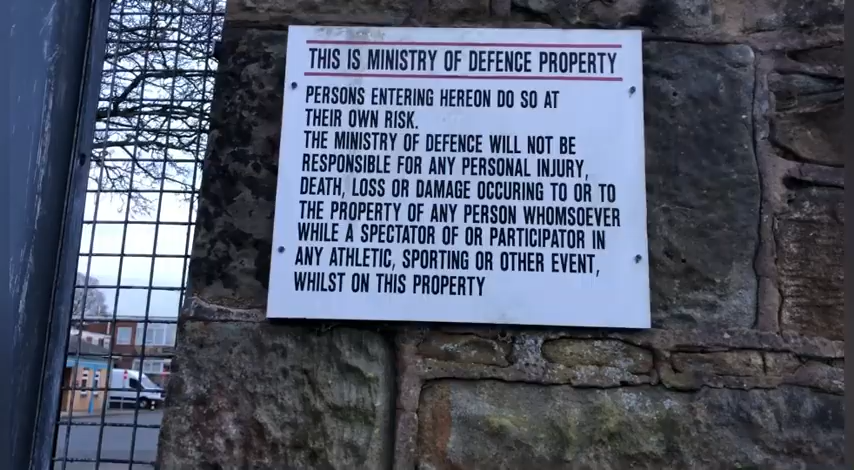 THIS IS MINISTRY OF DEFENCE PROPERTY
PERSONS ENTERING HEREON DO SO AT
THEIR OWN RISK.
THE MINISTRY OF DEFENCE WILL NOT BE
RESPONSIBLE FOR ANY PERSONAL INJURY,
DEATH, LOSS OR DAMAGE OCCURING TO OR TO
THE PROPERTY OF ANY PERSON WHOMSOEVER
WHILE A SPECTATOR OF OR PARTICIPATOR IN
ANY ATHLETIC, SPORTING OR OTHER EVENT,
WHILST ON THIS PROPERTY